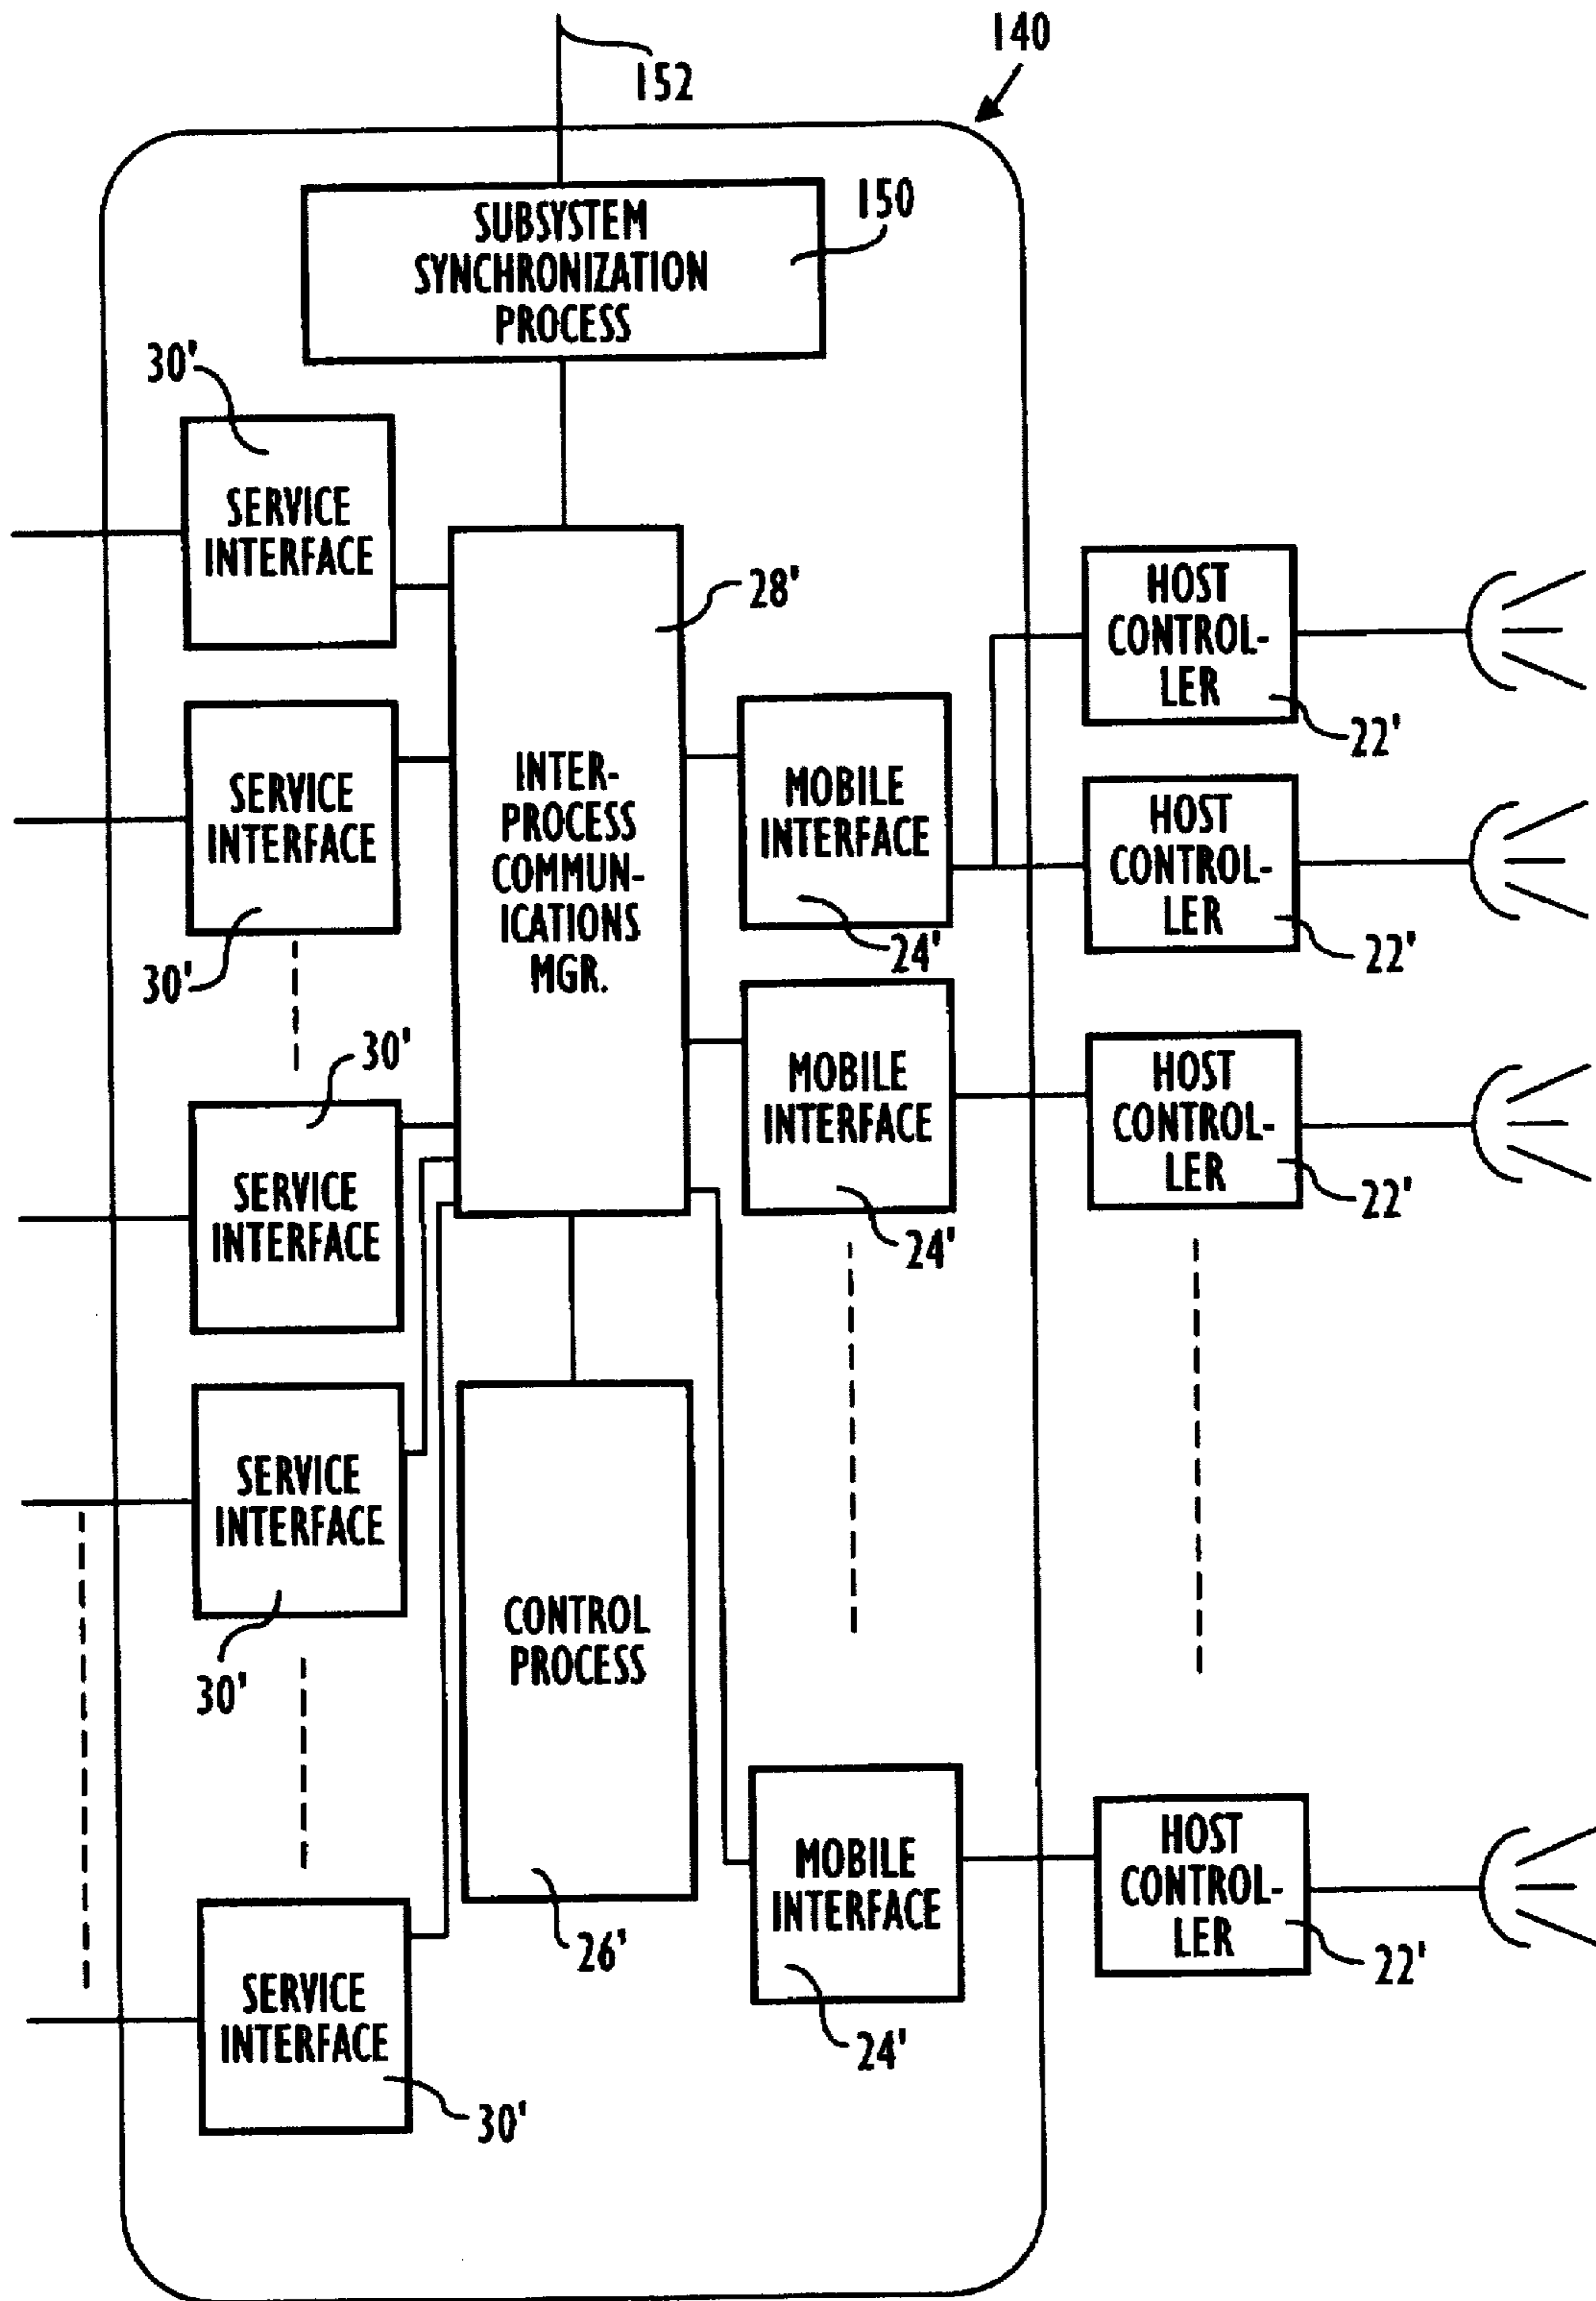 140
152
150
SUBSYSTEM
SYNCHRONIZATION
PROCESS
30'
SERVICE
INTERFACE
28'
HOST
CONTROL-
LER
22'
SERVICE
INTERFACE
30'
INTER-
PROCESS
COMMUN-
ICATIONS
MGR.
MOBILE
INTERFACE
24'
HOST
CONTROL-
LER
22'
30'
SERVICE
INTERFACE
MOBILE
INTERFACE
24'
HOST
CONTROL-
LER
22'
SERVICE
INTERFACE
30'
CONTROL
PROCESS
26'
MOBILE
INTERFACE
24'
HOST
CONTROL-
LER
22'
SERVICE
INTERFACE
30'